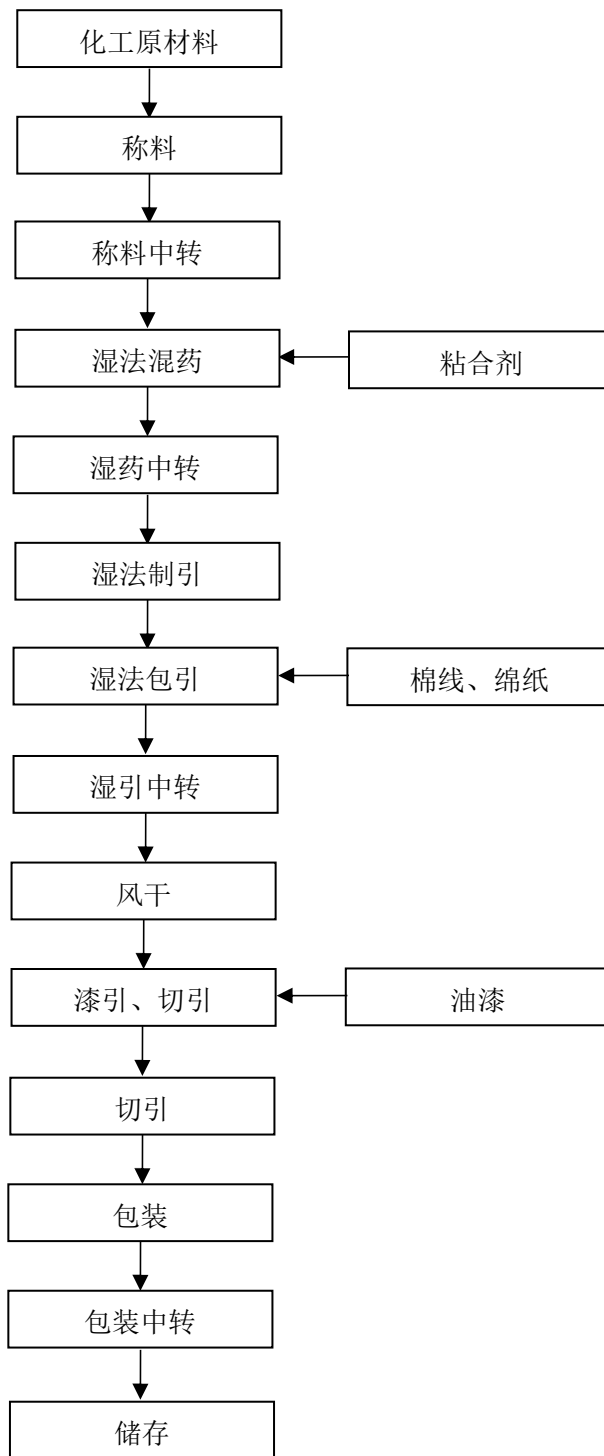 化工原材料
称料
称料中转
湿法混药
粘合剂
湿药中转
湿法制引
湿法包引
棉线、绵纸
湿引中转
风干
漆引、切引
油漆
切引
包装
包装中转
储存